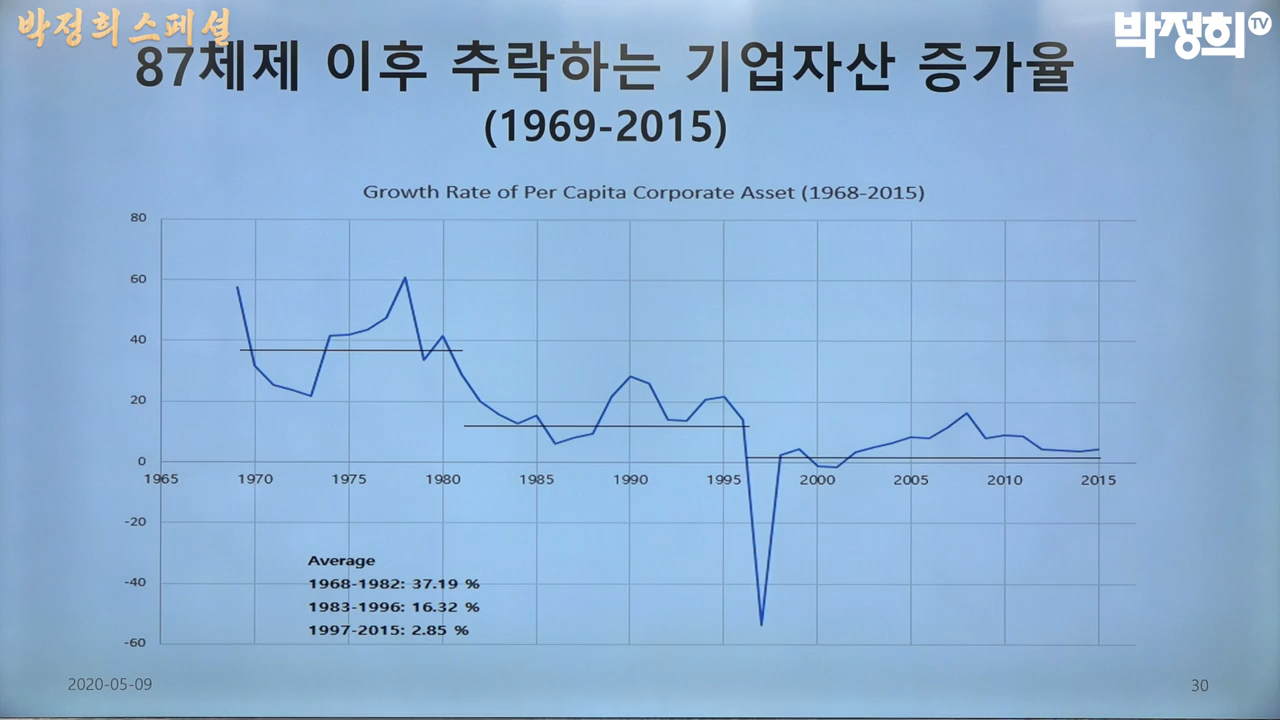 박정희스페셜
박정희TV
87체제 이후 추락하는 기업자산 증가율
(1969-2015)
Growth Rate of Per Capita Corporate Asset (1968-2015)
80
60
40
20
0
1965 1970 1975 1980 1985 1990 1995 2000 2005 2010 2015
-20
-40
-60
Average
1968-1982: 37.19 %
1983-1996: 16.32 %
1997-2015: 2.85 %
2020-05-09
30